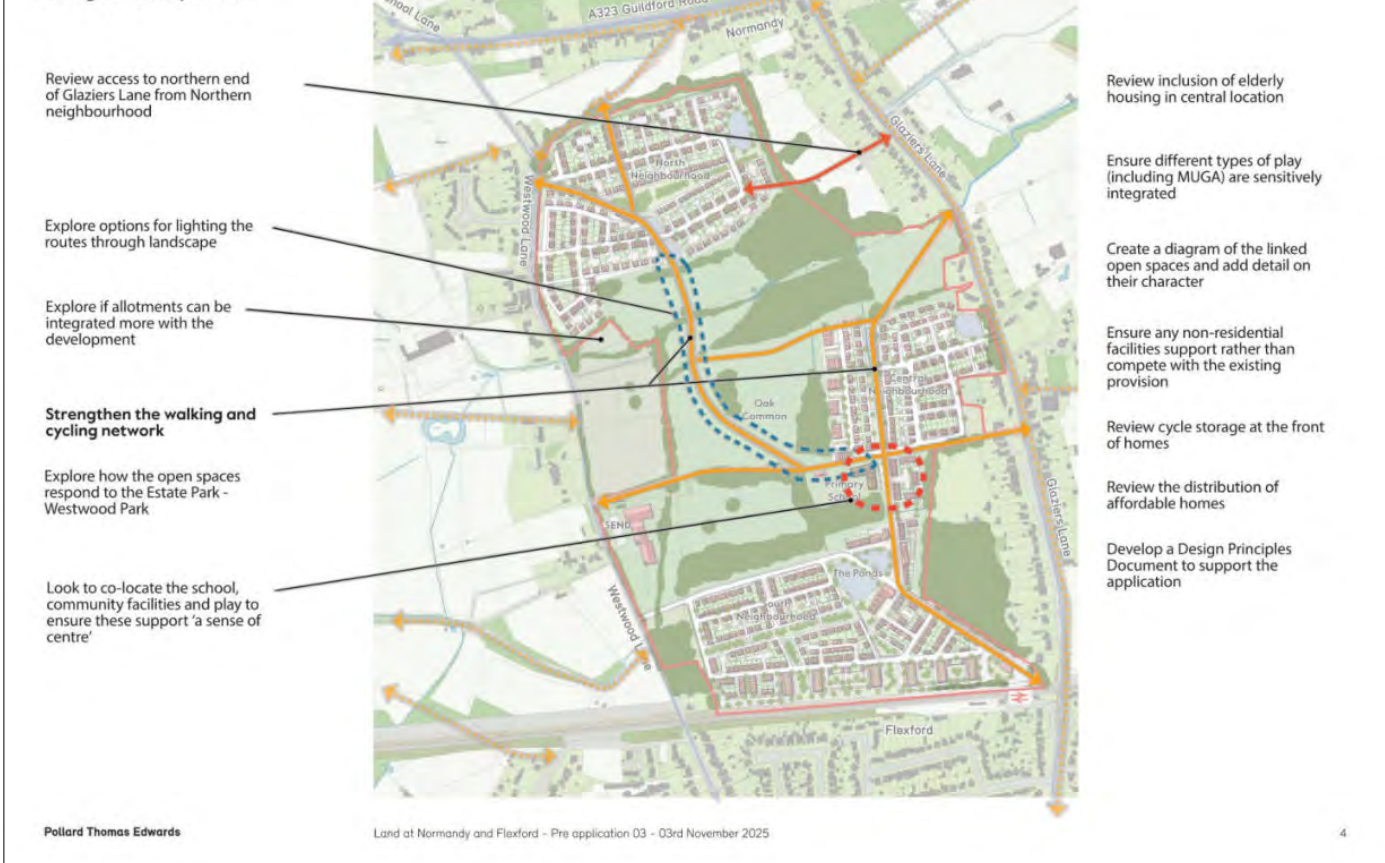 A323 Guildford Road
Normandy
Review access to northern end
of Glaziers Lane from Northern
neighbourhood
Explore options for lighting the
routes through landscape
Explore if allotments can be
integrated more with the
development
Strengthen the walking and
cycling network
Explore how the open spaces
respond to the Estate Park -
Westwood Park
Look to co-locate the school,
community facilities and play to
ensure these support 'a sense of
centre'
Glaziers Lane
North
Neighbourhood
Westwood Lane
Oak
Common
Central
Neighbourhood
Primary
School
SEND
Glaziers Lane
The Ponds
Neighbourhood
Westwood Lane
Flexford
Review inclusion of elderly
housing in central location
Ensure different types of play
(including MUGA) are sensitively
integrated
Create a diagram of the linked
open spaces and add detail on
their character
Ensure any non-residential
facilities support rather than
compete with the existing
provision
Review cycle storage at the front
of homes
Review the distribution of
affordable homes
Develop a Design Principles
Document to support the
application
Pollard Thomas Edwards
Land at Normandy and Flexford - Pre application 03 - 03rd November 2025
4